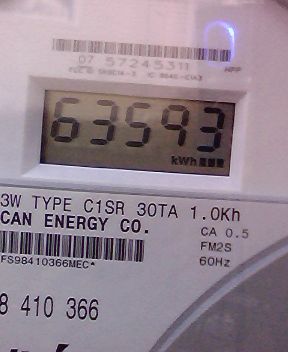 07 57245311
63593
kWh
3W TYPE C1SR 30TA 1.0Kh
CAN ENERGY CO.
CA 0.5
FM2S
60Hz
FS98410366MEC*
8 410 366